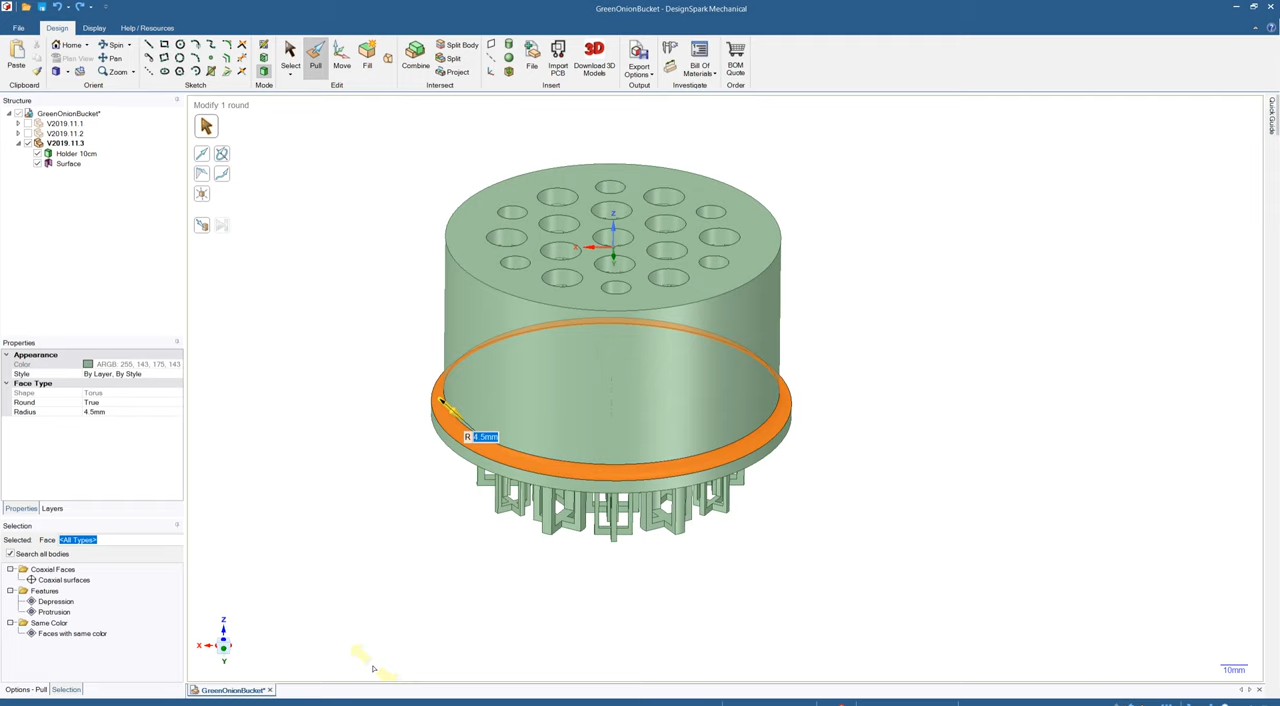 GreenOnionBucket - DesignSpark Mechanical
File Design Display Help / Resources
Home Spin Split Body
Plan View Pan Split
Zoom Project
Paste Select Pull Move Fill Combine File Import PCB Download 3D Models Export Options Bill Of Materials BOM Quote
3D
Clipboard Orient Sketch Mode Edit Intersect Insert Output Investigate Order
Structure
GreenOnionBucket*
V2019.11.1
V2019.11.2
V2019.11.3
Holder 10cm
Surface
Modify 1 round
Quick Guide
Z
X
Y
R 4.5mm
Properties
Appearance
Color ARGB: 255, 143, 175, 143
Style By Layer, By Style
Face Type
Shape Torus
Round True
Radius 4.5mm
Properties Layers
Selection
Selected: Face <All Types>
Search all bodies
Coaxial Faces
Coaxial surfaces
Features
Depression
Protrusion
Same Color
Faces with same color
Z
X
Y
10mm
Options - Pull Selection
GreenOnionBucket*